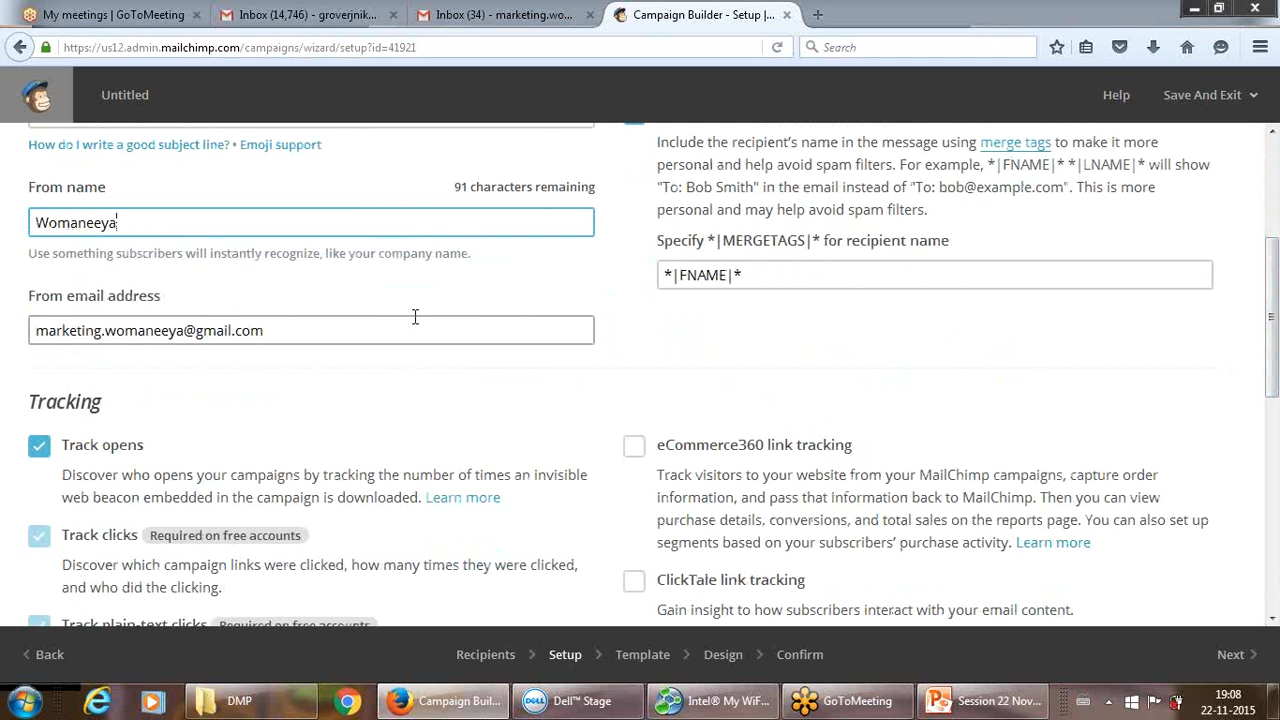 My meetings | GoToMeeting
Inbox (14,746) - groverjnik...
Inbox (34) - marketing.wo...
Campaign Builder - Setup |...
https://us12.admin.mailchimp.com/campaigns/wizard/setup?id=41921
Search
Untitled
Help
Save And Exit
How do I write a good subject line? • Emoji support
From name
91 characters remaining
Womaneeya
Use something subscribers will instantly recognize, like your company name.
From email address
marketing.womaneeya@gmail.com
Include the recipient's name in the message using merge tags to make it more
personal and help avoid spam filters. For example, *|FNAME|* *|LNAME|* will show
"To: Bob Smith" in the email instead of "To: bob@example.com". This is more
personal and may help avoid spam filters.
Specify *|MERGETAGS|* for recipient name
*|FNAME|*
Tracking
Track opens
Discover who opens your campaigns by tracking the number of times an invisible
web beacon embedded in the campaign is downloaded. Learn more
Track clicks Required on free accounts
Discover which campaign links were clicked, how many times they were clicked,
and who did the clicking.
Track plain-text clicks Required on free accounts
eCommerce360 link tracking
Track visitors to your website from your MailChimp campaigns, capture order
information, and pass that information back to MailChimp. Then you can view
purchase details, conversions, and total sales on the reports page. You can also set up
segments based on your subscribers' purchase activity. Learn more
ClickTale link tracking
Gain insight to how subscribers interact with your email content.
Back
Recipients
Setup
Template
Design
Confirm
Next
DMP
Campaign Buil...
DELL
Dell™ Stage
Intel® My WiF...
GoToMeeting
Session 22 Nov...
19:08
22-11-2015